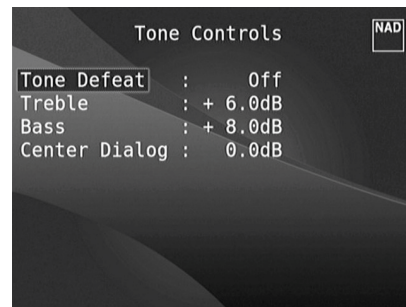 Tone Controls
NAD
Tone Defeat : Off
Treble : + 6.0dB
Bass : + 8.0dB
Center Dialog : 0.0dB